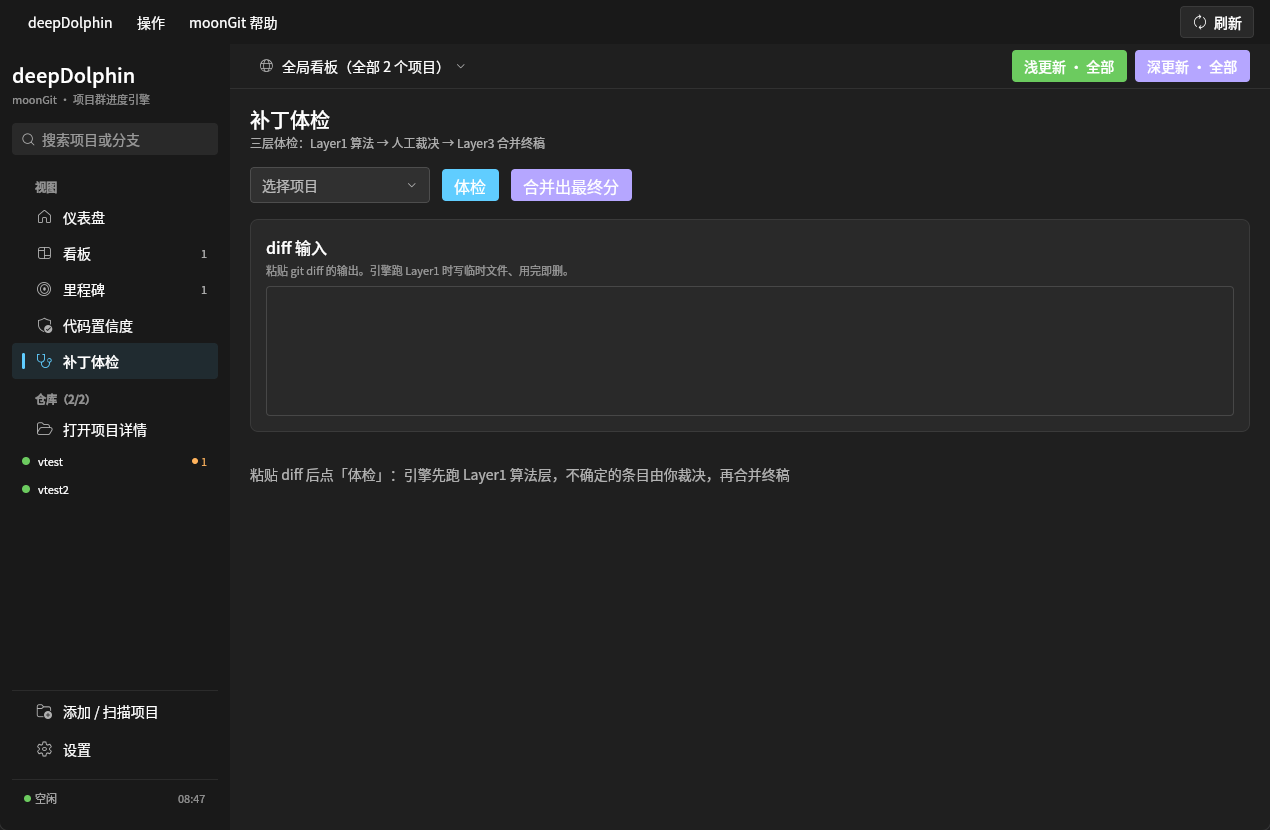 deepDolphin 操作 moonGit 帮助 刷新
deepDolphin
moonGit · 项目群进度引擎
搜索项目或分支
视图
仪表盘
看板 1
里程碑 1
代码置信度
补丁体检
仓库（2/2）
打开项目详情
vtest 1
vtest2
添加 / 扫描项目
设置
空闲 08:47
全局看板（全部 2 个项目） 浅更新 · 全部 深更新 · 全部
补丁体检
三层体检：Layer1 算法 → 人工裁决 → Layer3 合并终稿
选择项目 体检 合并出最终分
diff 输入
粘贴 git diff 的输出。引擎跑 Layer1 时写临时文件、用完即删。
粘贴 diff 后点「体检」：引擎先跑 Layer1 算法层，不确定的条目由你裁决，再合并终稿